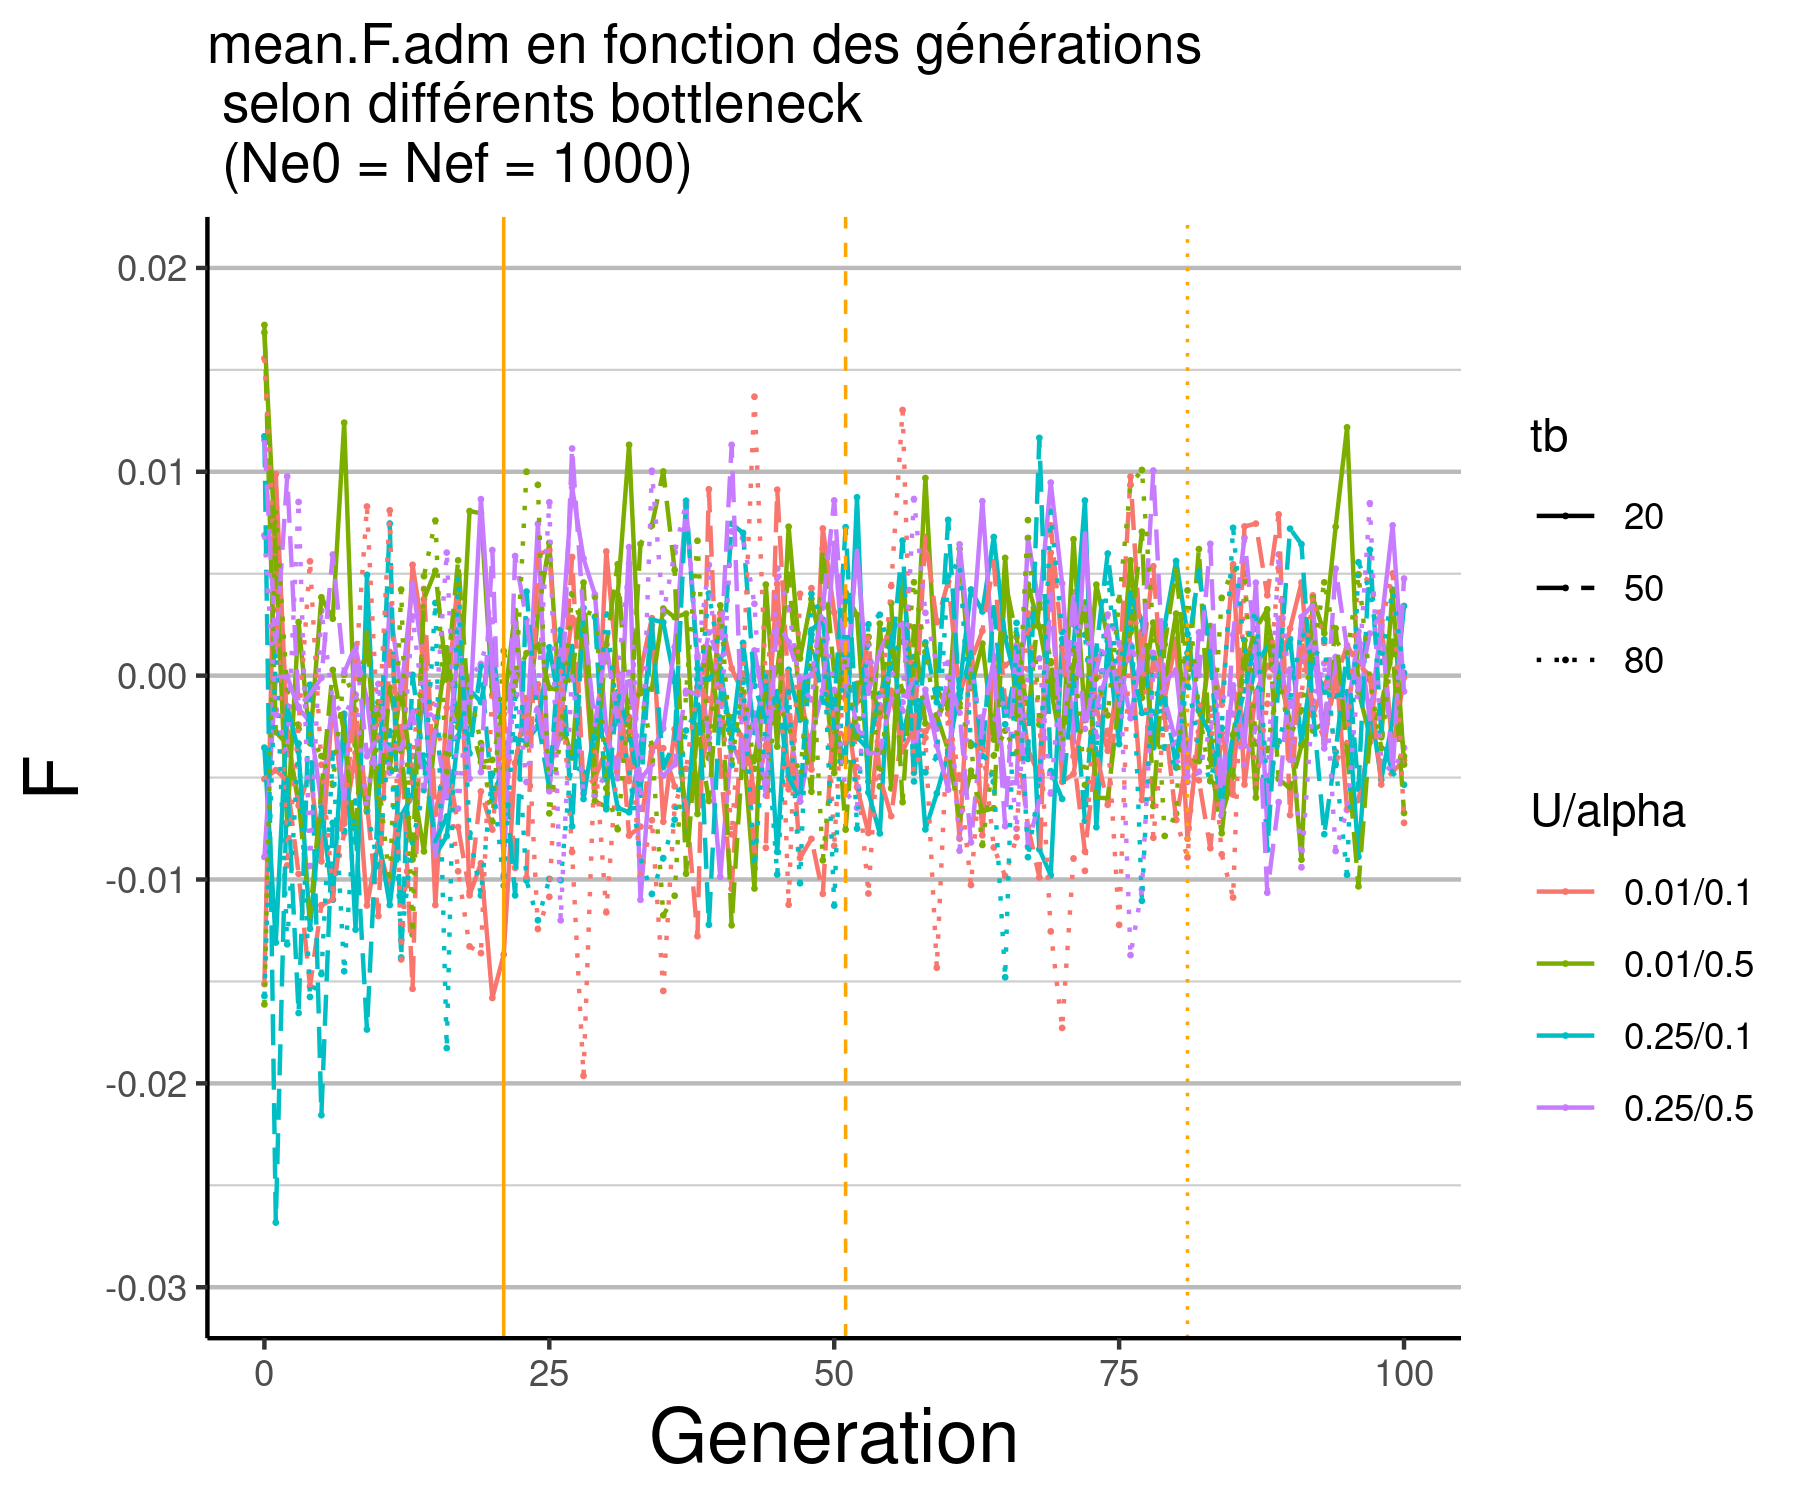 mean.F.adm en fonction des générations
selon différents bottleneck
(Ne0 = Nef = 1000)
F
0.02
0.01
0.00
-0.01
-0.02
-0.03
0
25
50
75
100
Generation
tb
20
50
80
U/alpha
0.01/0.1
0.01/0.5
0.25/0.1
0.25/0.5